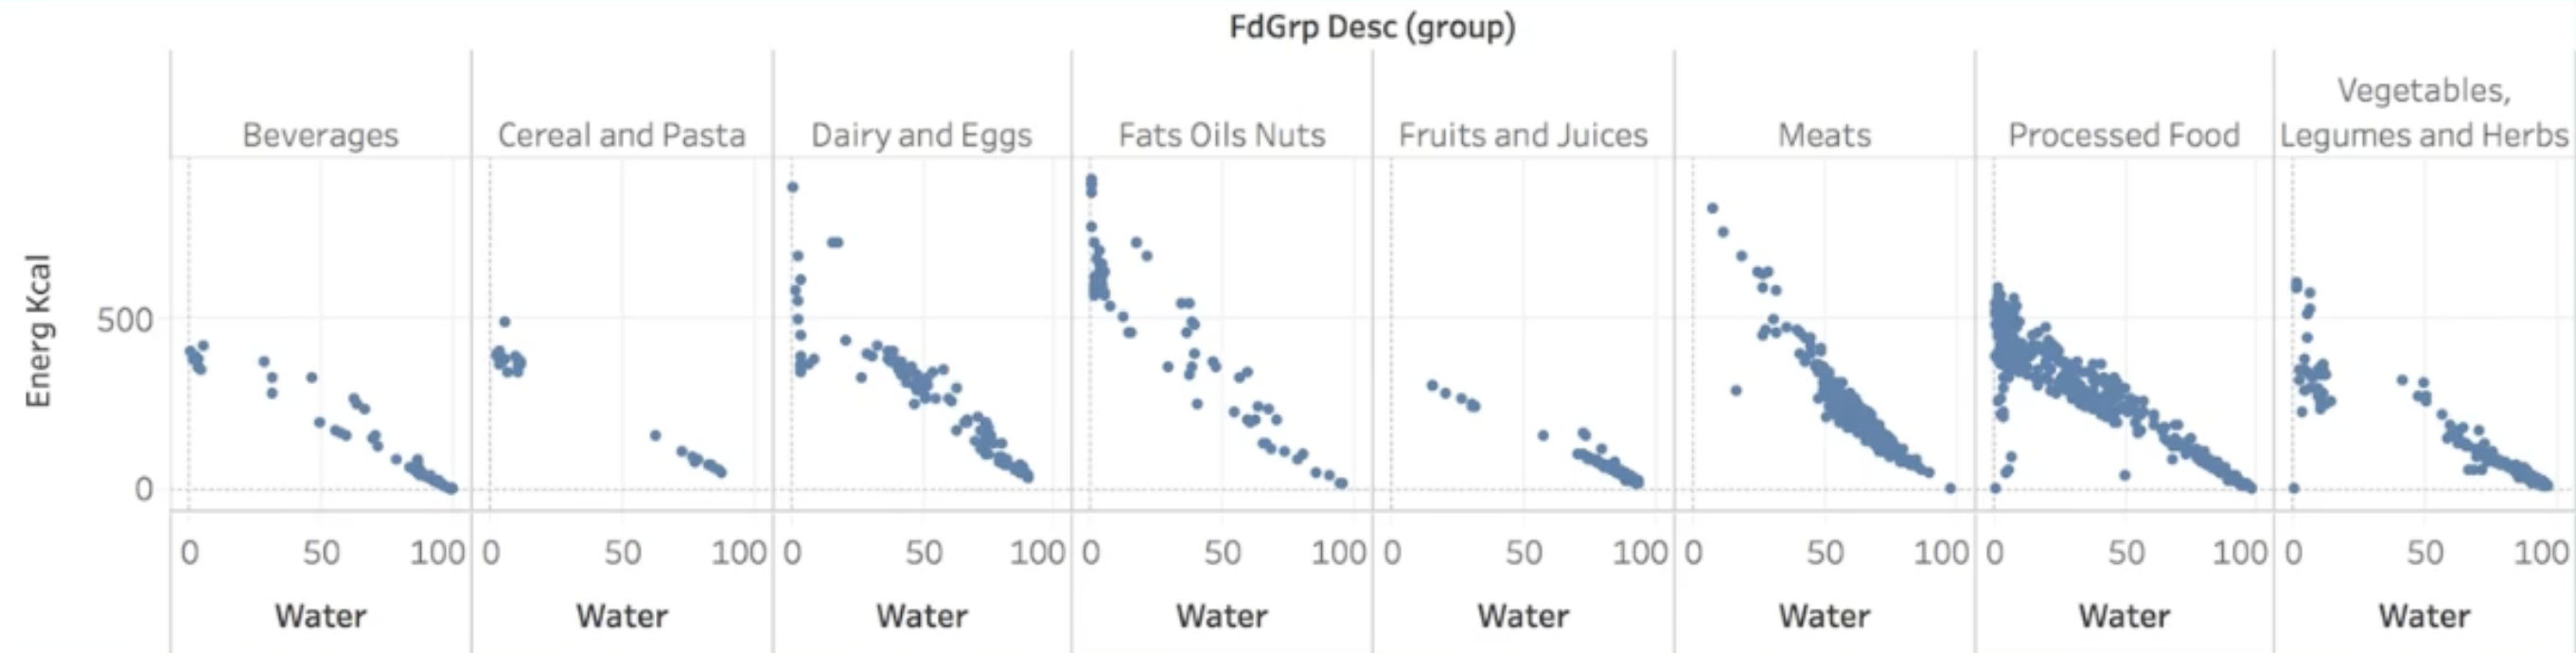 FdGrp Desc (group)
Beverages
Cereal and Pasta
Dairy and Eggs
Fats Oils Nuts
Fruits and Juices
Meats
Processed Food
Vegetables,
Legumes and Herbs
Energ Kcal
500
0
0 50 100 0 50 100 0 50 100 0 50 100 0 50 100 0 50 100 0 50 100 0 50 100
Water Water Water Water Water Water Water Water